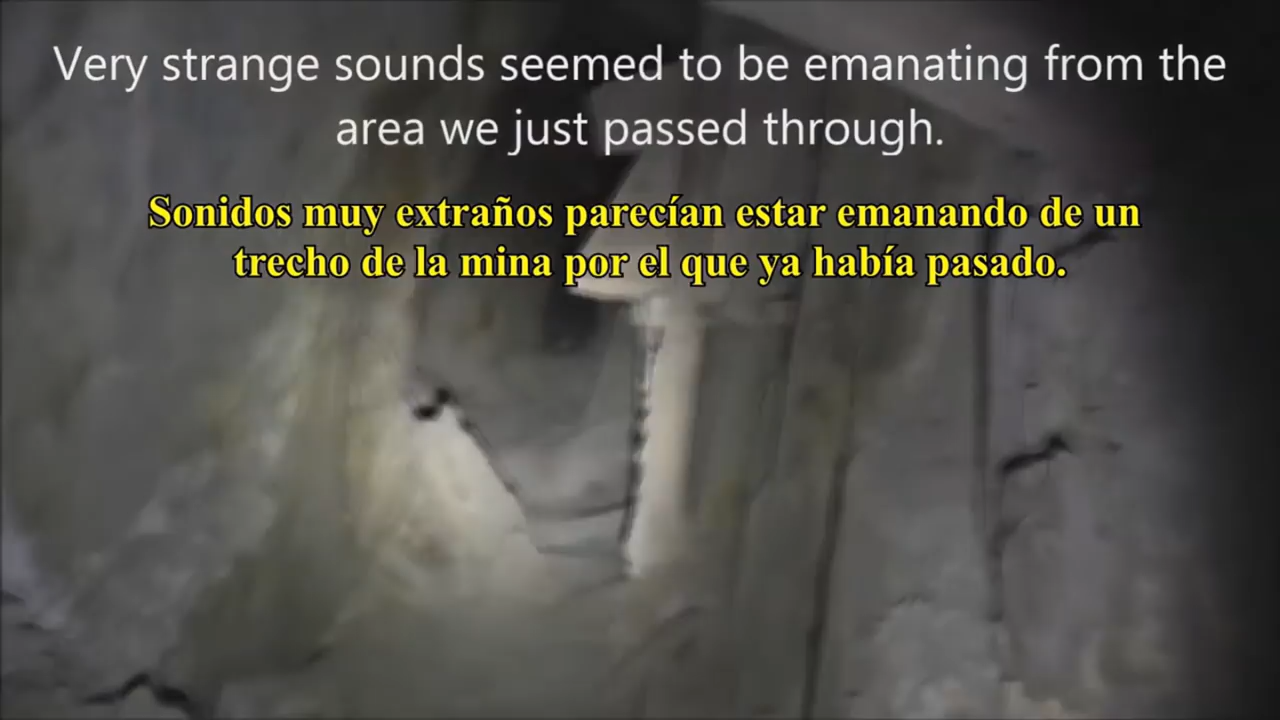 Very strange sounds seemed to be emanating from the
area we just passed through.
Sonidos muy extraños parecían estar emanando de un
trecho de la mina por el que ya había pasado.